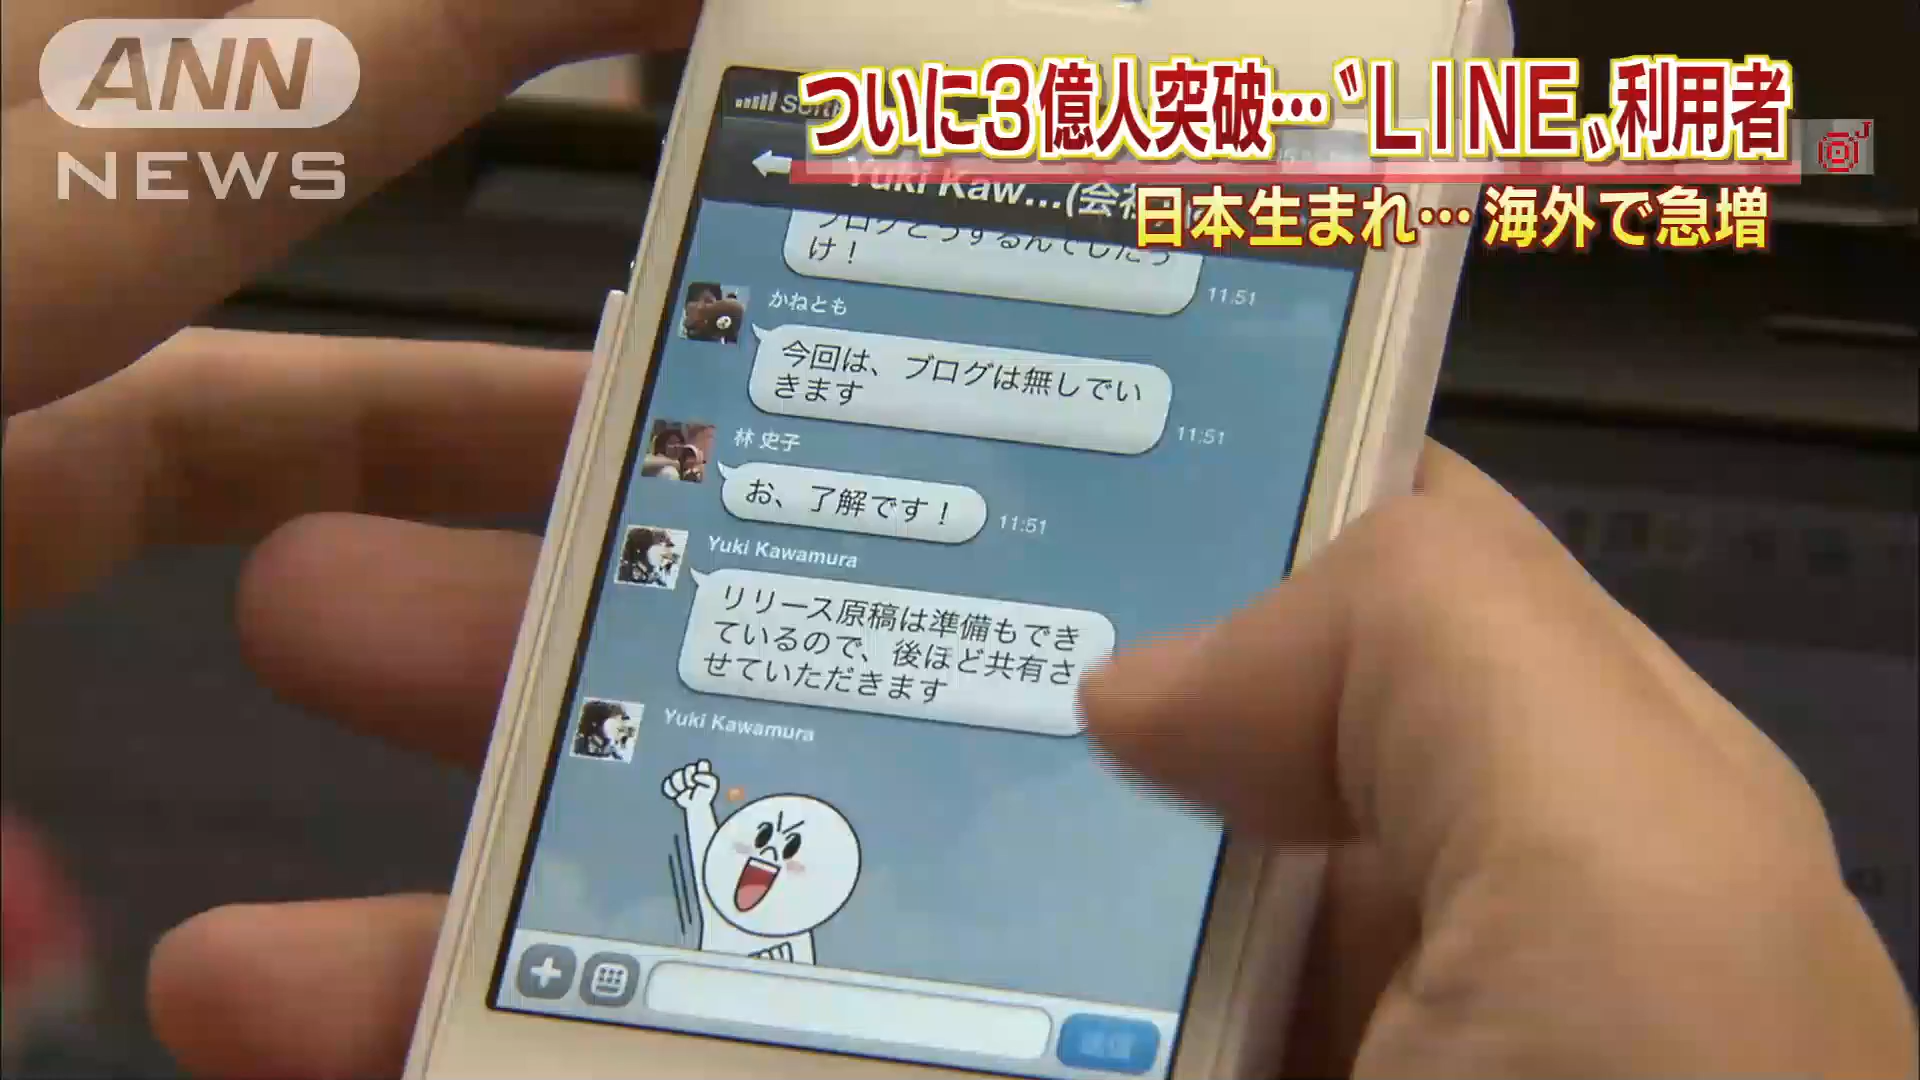 ANN
NEWS
ついに3億人突破…〝LINE〟利用者
日本生まれ…海外で急増
Yuki Kaw...(会社
け！
11:51
かねとも
今回は、ブログは無しでい
きます
11:51
林 史子
お、了解です！
11:51
Yuki Kawamura
リリース原稿は準備もでき
ているので、後ほど共有さ
せていただきます
Yuki Kawamura
送信